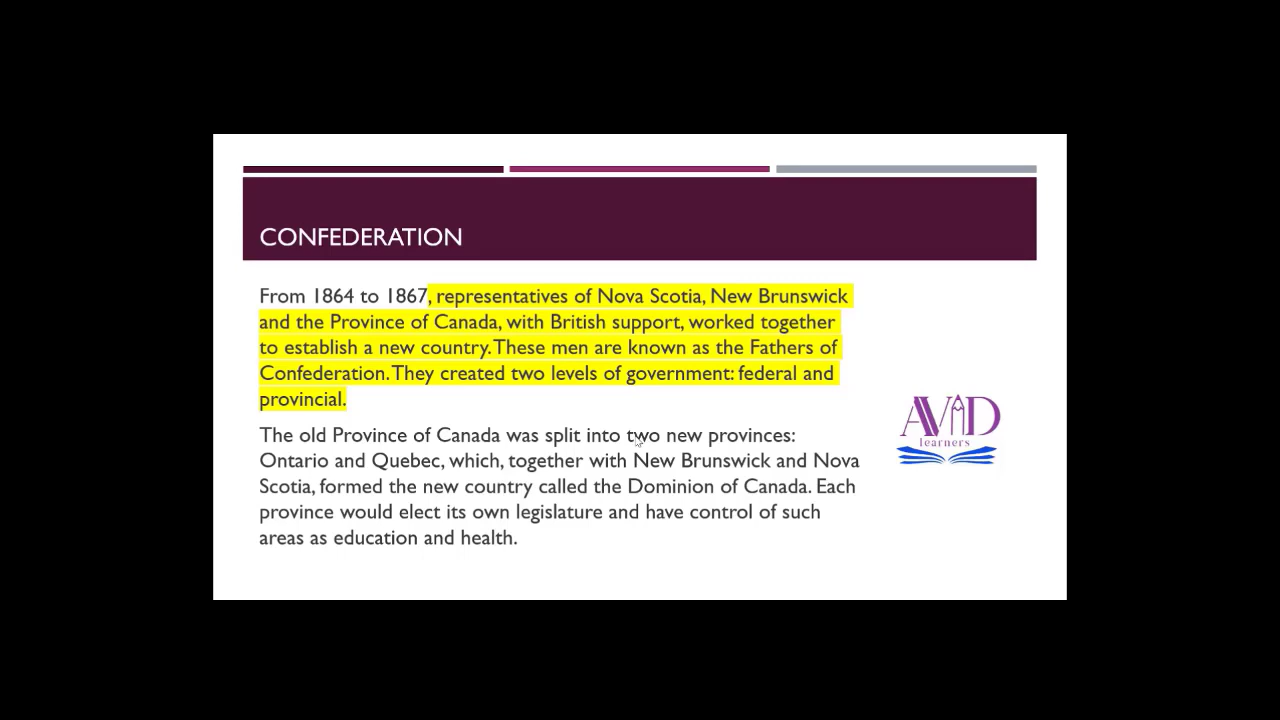 CONFEDERATION
From 1864 to 1867, representatives of Nova Scotia, New Brunswick
and the Province of Canada, with British support, worked together
to establish a new country. These men are known as the Fathers of
Confederation. They created two levels of government: federal and
provincial.
The old Province of Canada was split into two new provinces:
Ontario and Quebec, which, together with New Brunswick and Nova
Scotia, formed the new country called the Dominion of Canada. Each
province would elect its own legislature and have control of such
areas as education and health.
AVID
learners